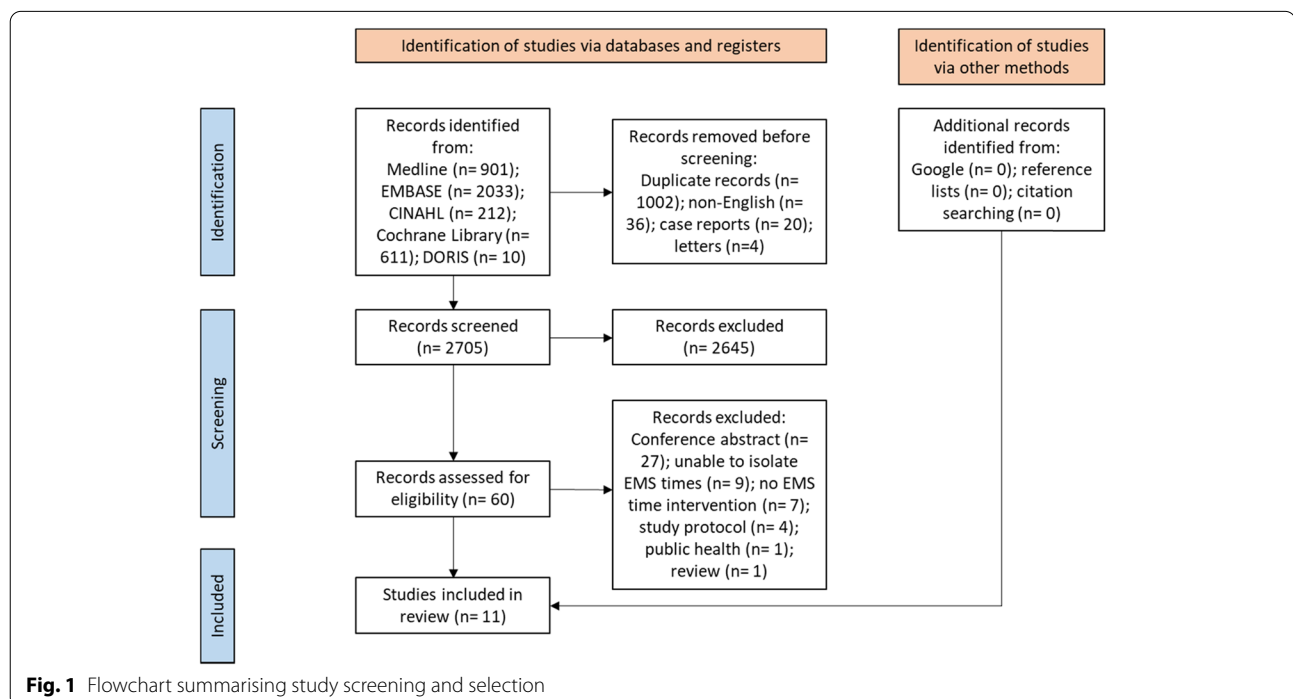 Identification of studies via databases and registers
Identification of studies
via other methods
Identification
Records identified
from:
Medline (n= 901);
EMBASE (n= 2033);
CINAHL (n= 212);
Cochrane Library (n=
611); DORIS (n= 10)
Records removed before
screening:
Duplicate records (n=
1002); non-English (n=
36); case reports (n= 20);
letters (n=4)
Additional records
identified from:
Google (n= 0); reference
lists (n= 0); citation
searching (n= 0)
Screening
Records screened
(n= 2705)
Records excluded
(n= 2645)
Records assessed for
eligibility (n= 60)
Records excluded:
Conference abstract (n=
27); unable to isolate
EMS times (n= 9); no EMS
time intervention (n= 7);
study protocol (n= 4);
public health (n= 1);
review (n= 1)
Included
Studies included in
review (n= 11)
Fig. 1 Flowchart summarising study screening and selection